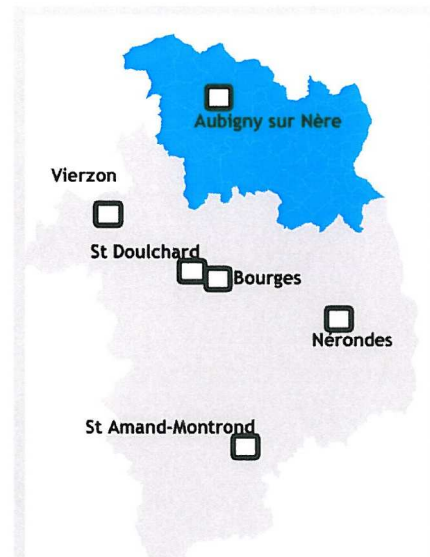 Aubigny sur Nère
Vierzon
St Doulchard
Bourges
Nérondes
St Amand-Montrond